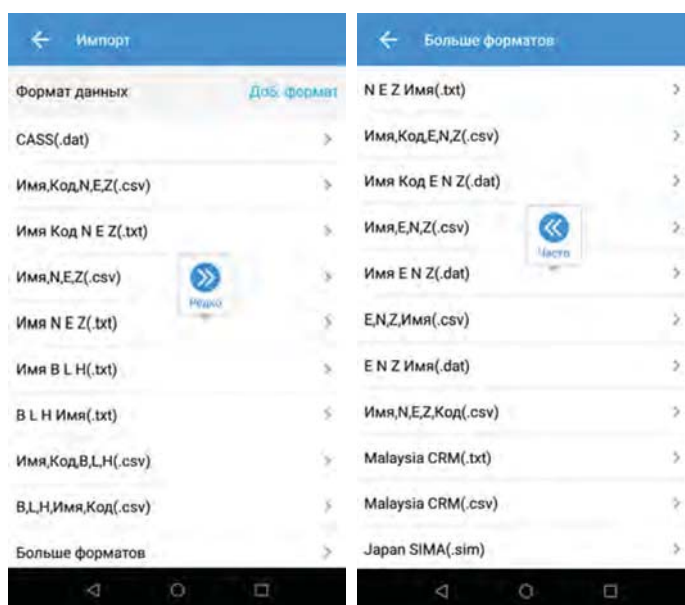 Импорт
Формат данных
Доб. формат
CASS(.dat)
Имя,Код,N,E,Z(.csv)
Имя Код N E Z(.txt)
Имя,N,E,Z(.csv)
Редко
Имя N E Z(.txt)
Имя B L H(.txt)
B L H Имя(.txt)
Имя,Код,B,L,H(.csv)
B,L,H,Имя,Код(.csv)
Больше форматов
Больше форматов
N E Z Имя(.txt)
Имя,Код,E,N,Z(.csv)
Имя Код E N Z(.dat)
Имя,E,N,Z(.csv)
Часто
Имя E N Z(.dat)
E,N,Z,Имя(.csv)
E N Z Имя(.dat)
Имя,N,E,Z,Код(.csv)
Malaysia CRM(.txt)
Malaysia CRM(.csv)
Japan SIMA(.sim)